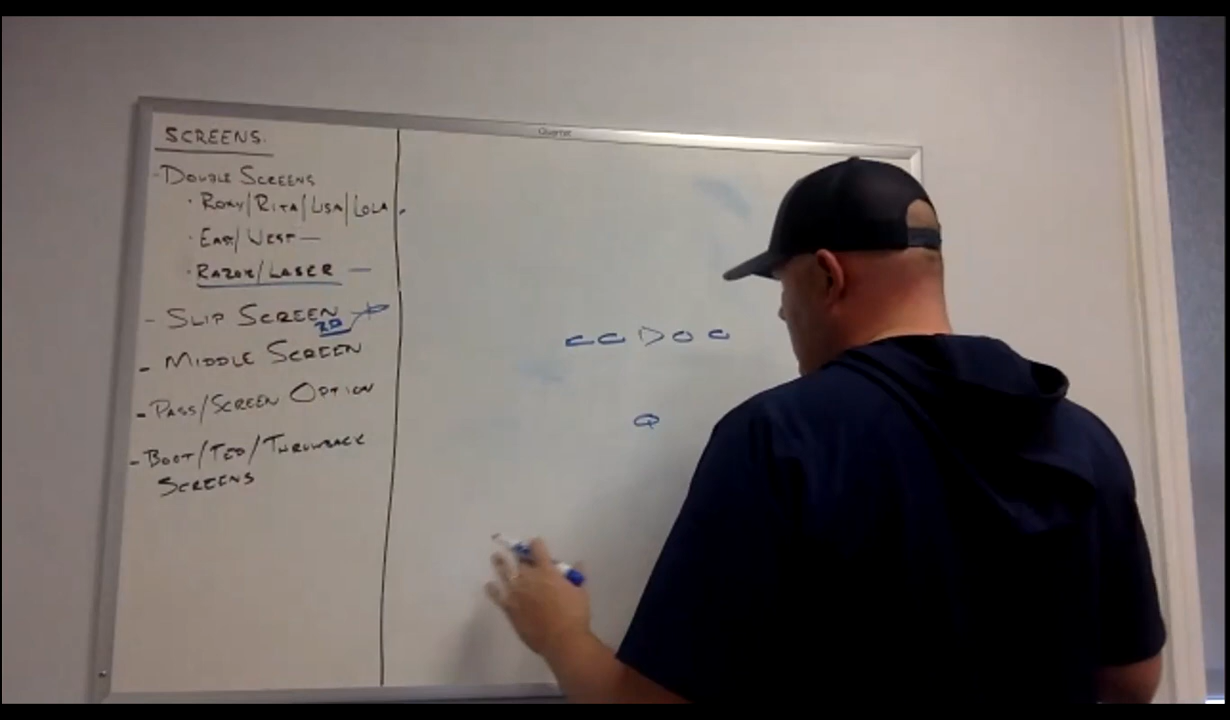 Quartet
SCREENS.
- DOUBLE SCREENS
· ROXY/RITA/LISA/LOLA
· EAST/WEST —
· RAZOR/LASER —
- SLIP SCREEN
- MIDDLE SCREEN
- PASS/SCREEN OPTION
- BOOT/TED/THROWBACK
SCREENS
Q